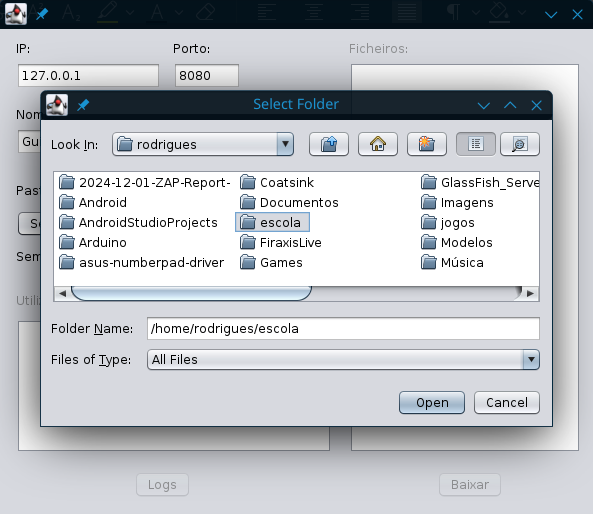 IP:
Porto:
Ficheiros:
127.0.0.1
8080
Select Folder
Look In:
rodrigues
2024-12-01-ZAP-Report-
Coatsink
GlassFish_Serve
Android
Documentos
Imagens
AndroidStudioProjects
escola
jogos
Arduino
FiraxisLive
Modelos
asus-numberpad-driver
Games
Música
Folder Name:
/home/rodrigues/escola
Files of Type:
All Files
Open
Cancel
Nom
Gu
Past
Se
Sem
Utiliz
Logs
Baixar